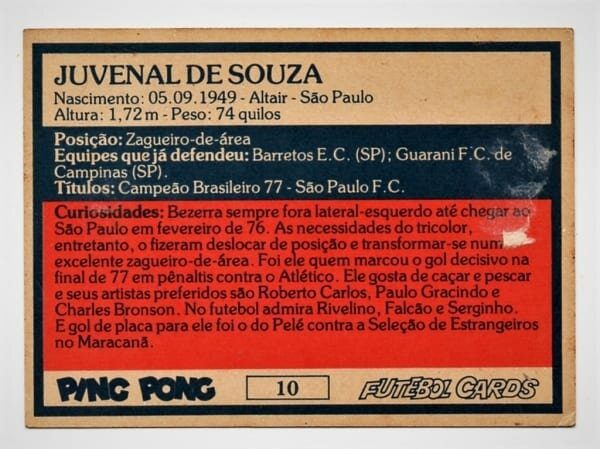 JUVENAL DE SOUZA
Nascimento: 05.09.1949 - Altair - São Paulo
Altura: 1,72 m - Peso: 74 quilos
Posição: Zagueiro-de-área
Equipes que já defendeu: Barretos E.C. (SP); Guarani F.C. de
Campinas (SP).
Títulos: Campeão Brasileiro 77 - São Paulo F.C.
Curiosidades: Bezerra sempre fora lateral-esquerdo até chegar ao
São Paulo em fevereiro de 76. As necessidades do tricolor,
entretanto, o fizeram deslocar de posição e transformar-se num
excelente zagueiro-de-área. Foi ele quem marcou o gol decisivo na
final de 77 em pênaltis contra o Atlético. Ele gosta de caçar e pescar
e seus artistas preferidos são Roberto Carlos, Paulo Gracindo e
Charles Bronson. No futebol admira Rivelino, Falcão e Serginho.
E gol de placa para ele foi o do Pelé contra a Seleção de Estrangeiros
no Maracanã.
PING PONG 10 FUTEBOL CARDS